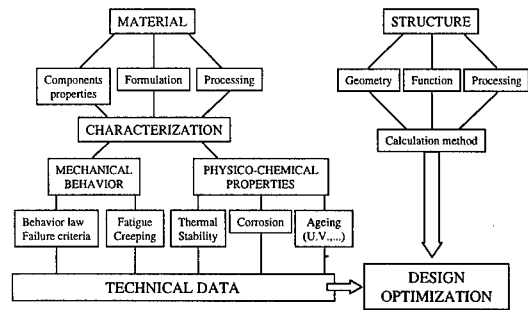 MATERIAL
STRUCTURE
Components
properties
Formulation
Processing
Geometry
Function
Processing
CHARACTERIZATION
Calculation method
MECHANICAL
BEHAVIOR
PHYSICO-CHEMICAL
PROPERTIES
Behavior law
Failure criteria
Fatigue
Creeping
Thermal
Stability
Corrosion
Ageing
(U.V.,...)
TECHNICAL DATA
DESIGN
OPTIMIZATION